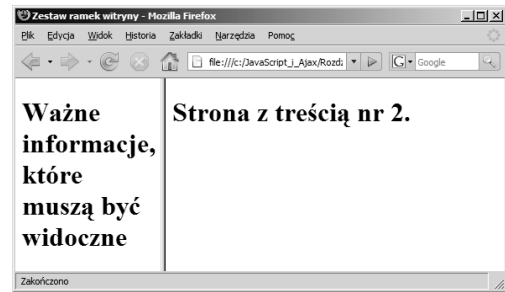 Zestaw ramek witryny - Mozilla Firefox
Plik Edycja Widok Historia Zakładki Narzędzia Pomoc
file:///c:/JavaScript_i_Ajax/Rozdz
G Google
Ważne
informacje,
które
muszą być
widoczne
Strona z treścią nr 2.
Zakończono